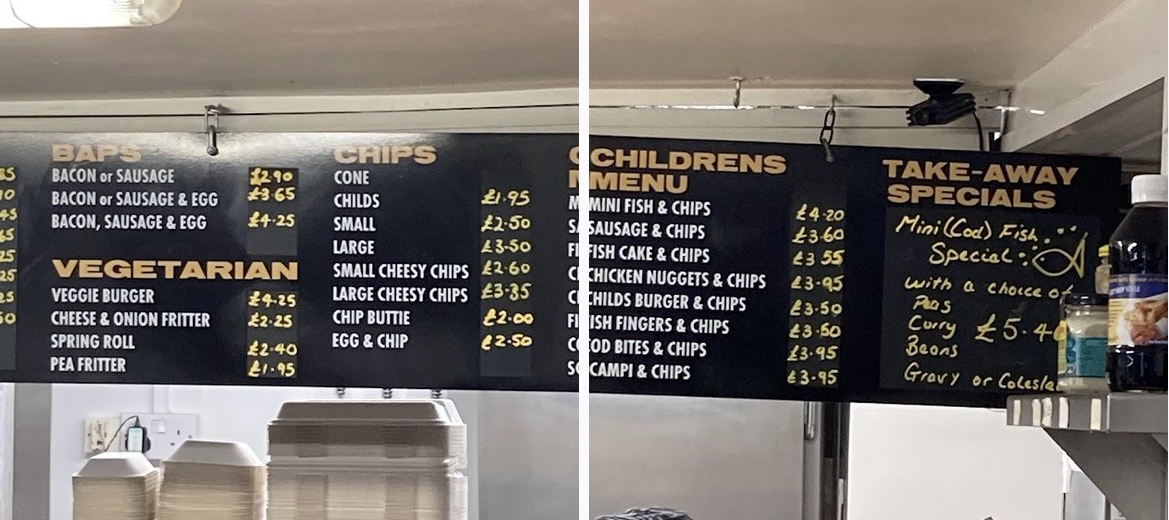 BAPS
BACON or SAUSAGE £2.90
BACON or SAUSAGE & EGG £3.65
BACON, SAUSAGE & EGG £4.25
VEGETARIAN
VEGGIE BURGER £4.25
CHEESE & ONION FRITTER £2.25
SPRING ROLL £2.40
PEA FRITTER £1.95
CHIPS
CONE
CHILDS £1.95
SMALL £2.50
LARGE £3.50
SMALL CHEESY CHIPS £2.60
LARGE CHEESY CHIPS £3.35
CHIP BUTTIE £2.00
EGG & CHIP £2.50
CHILDRENS
MENU
MINI FISH & CHIPS £4.20
SAUSAGE & CHIPS £3.60
FISH CAKE & CHIPS £3 55
CHICKEN NUGGETS & CHIPS £3.95
CHILDS BURGER & CHIPS £3.50
FISH FINGERS & CHIPS £3.60
COD BITES & CHIPS £3.95
SCAMPI & CHIPS £3.95
TAKE-AWAY
SPECIALS
Mini (Cod) Fish
Special:
with a choice of
Peas
Curry £5.40
Beans
Gravy or